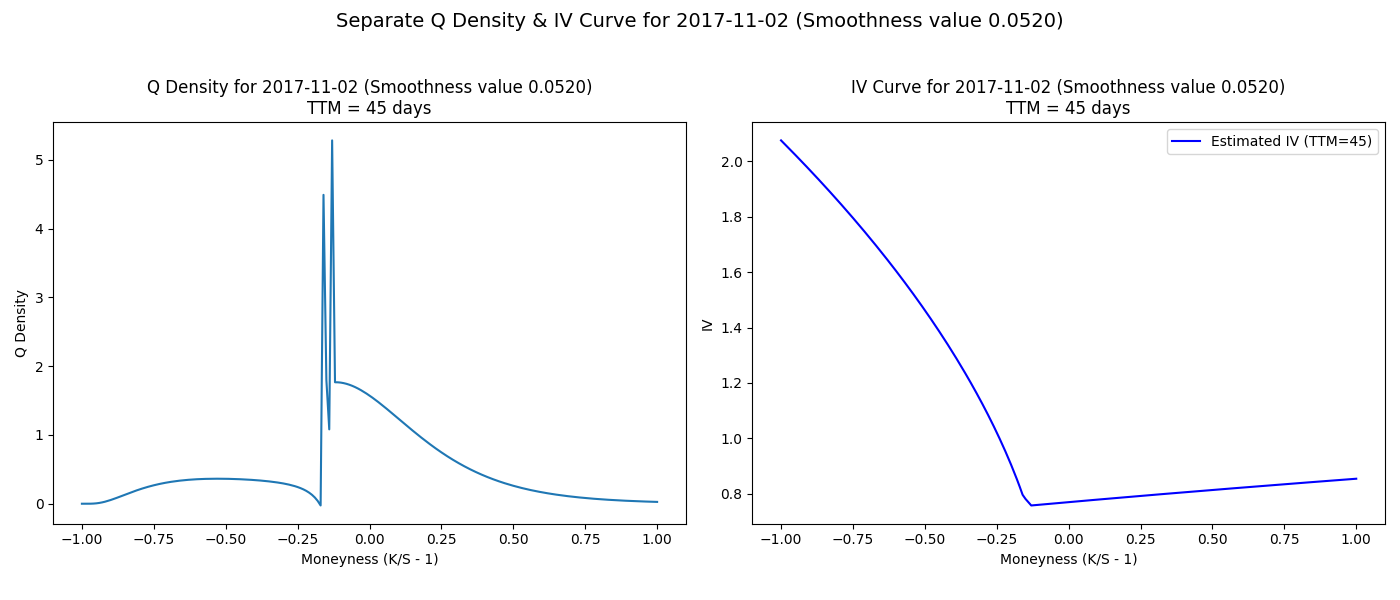 Separate Q Density & IV Curve for 2017-11-02 (Smoothness value 0.0520)
Q Density for 2017-11-02 (Smoothness value 0.0520)
TTM = 45 days
Q Density
5
4
3
2
1
0
−1.00 −0.75 −0.50 −0.25 0.00 0.25 0.50 0.75 1.00
Moneyness (K/S - 1)
IV Curve for 2017-11-02 (Smoothness value 0.0520)
TTM = 45 days
Estimated IV (TTM=45)
IV
2.0
1.8
1.6
1.4
1.2
1.0
0.8
−1.00 −0.75 −0.50 −0.25 0.00 0.25 0.50 0.75 1.00
Moneyness (K/S - 1)